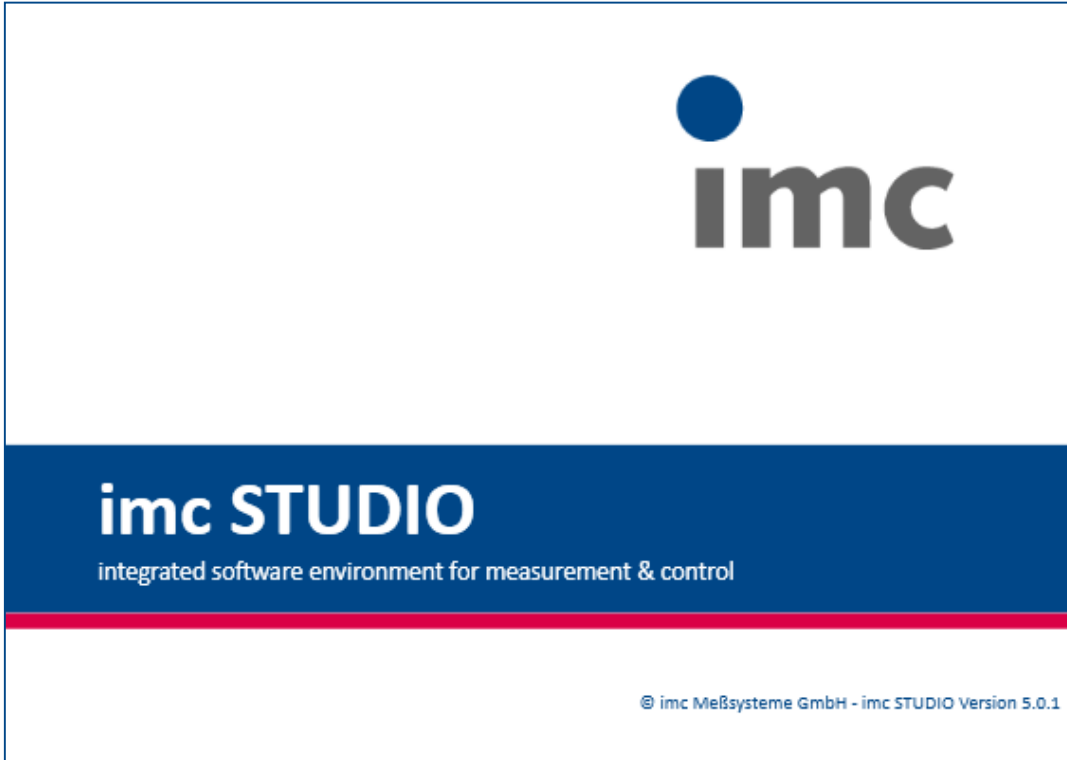 imc
imc STUDIO
integrated software environment for measurement & control
© imc Meßsysteme GmbH - imc STUDIO Version 5.0.1